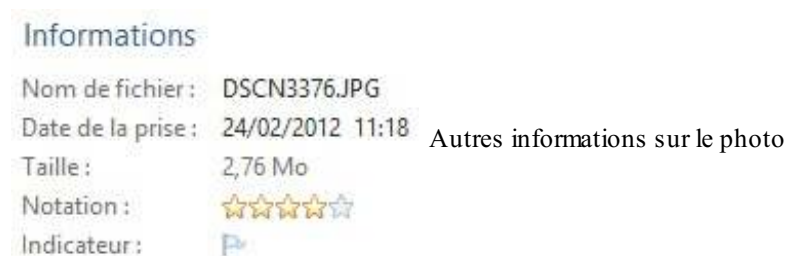 Informations
Nom de fichier : DSCN3376.JPG
Date de la prise : 24/02/2012 11:18
Autres informations sur le photo
Taille : 2,76 Mo
Notation :
Indicateur :